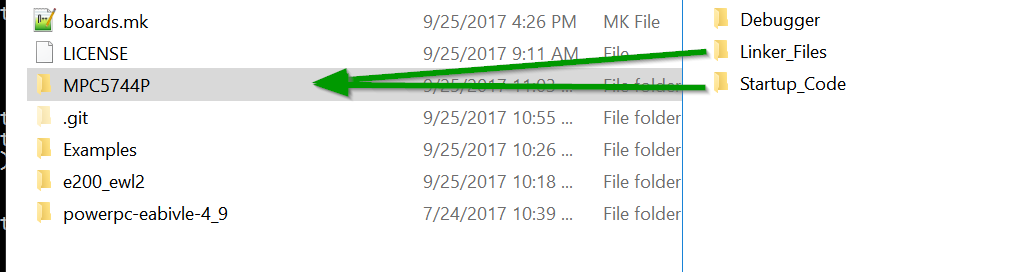 boards.mk 9/25/2017 4:26 PM MK File
LICENSE 9/25/2017 9:11 AM File
MPC5744P 9/25/2017 11:03 ... File folder
.git 9/25/2017 10:55 ... File folder
Examples 9/25/2017 10:26 ... File folder
e200_ewl2 9/25/2017 10:18 ... File folder
powerpc-eabivle-4_9 7/24/2017 10:39 ... File folder
Debugger
Linker_Files
Startup_Code